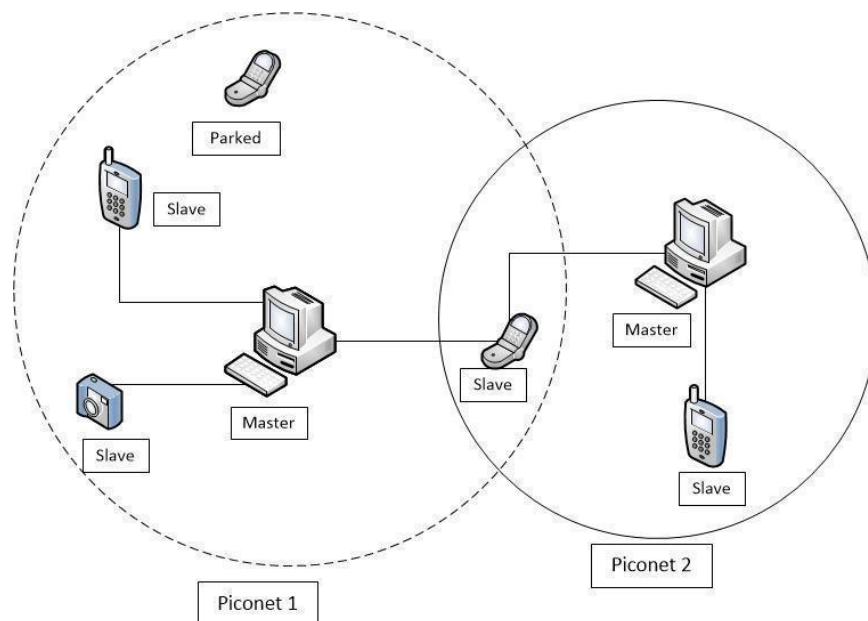 Parked
Slave
Slave
Master
Slave
Master
Slave
Piconet 1
Piconet 2